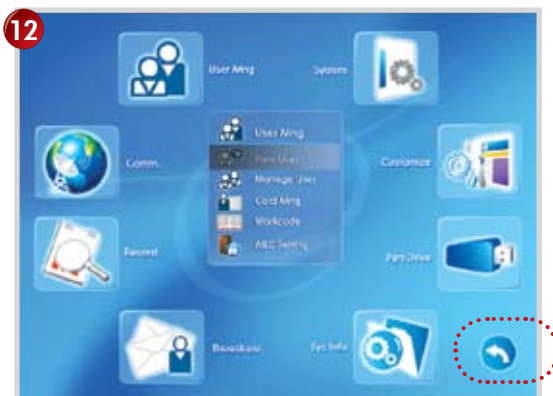 12
User Mng
System
User Mng
New User
Comm.
Customize
Manage User
Card Mng
Workcode
Record
Pen Drive
Broadcast
Sys Info